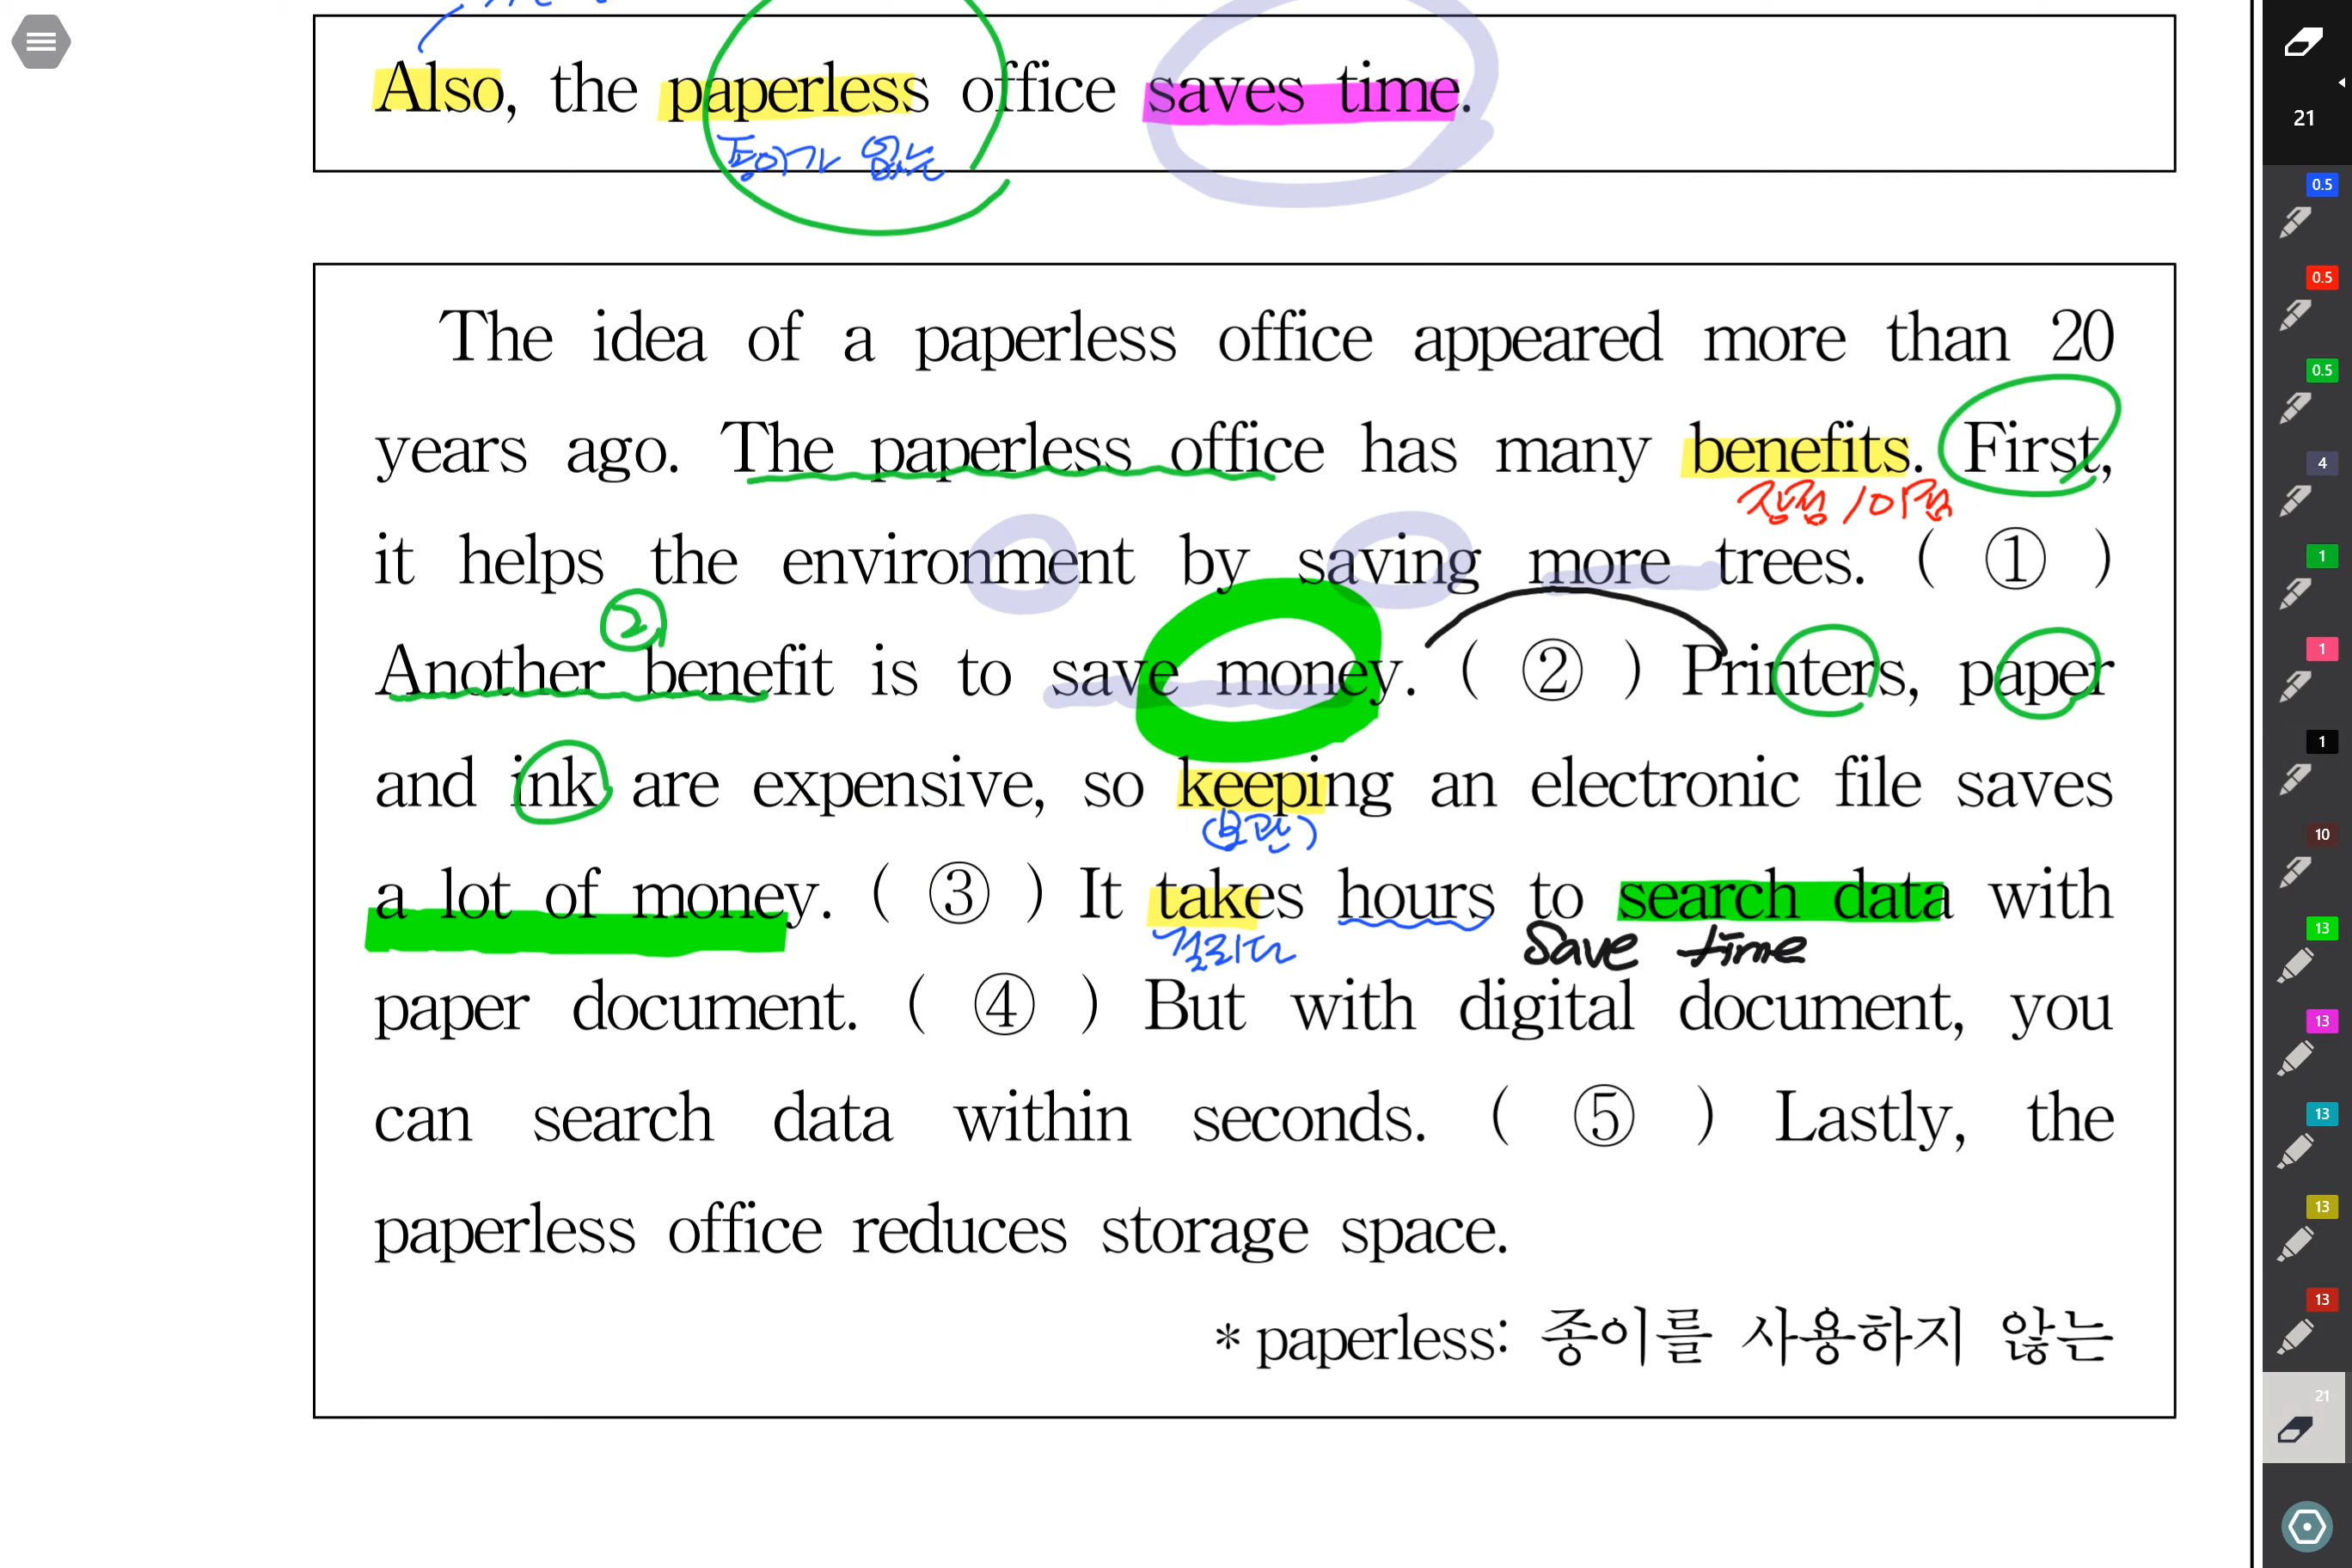 Also, the paperless office saves time.
종이가 없는
The idea of a paperless office appeared more than 20
years ago. The paperless office has many benefits. First,
장점 / 이점
it helps the environment by saving more trees. ( ① )
②
Another benefit is to save money. ( ② ) Printers, paper
and ink are expensive, so keeping an electronic file saves
(보관)
a lot of money. ( ③ ) It takes hours to search data with
걸리다 save time
paper document. ( ④ ) But with digital document, you
can search data within seconds. ( ⑤ ) Lastly, the
paperless office reduces storage space.
* paperless: 종이를 사용하지 않는
21
0.5
0.5
0.5
4
1
1
1
10
13
13
13
13
13
21